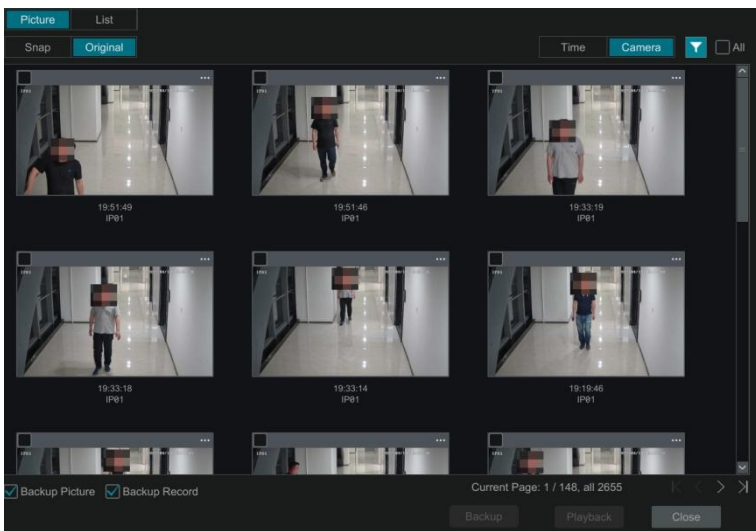 Picture List
Snap Original Time Camera All
19:51:49
IP01
19:51:46
IP01
19:33:19
IP01
19:33:18
IP01
19:33:14
IP01
19:19:46
IP01
Backup Picture Backup Record Current Page: 1 / 148, all 2655
Backup Playback Close